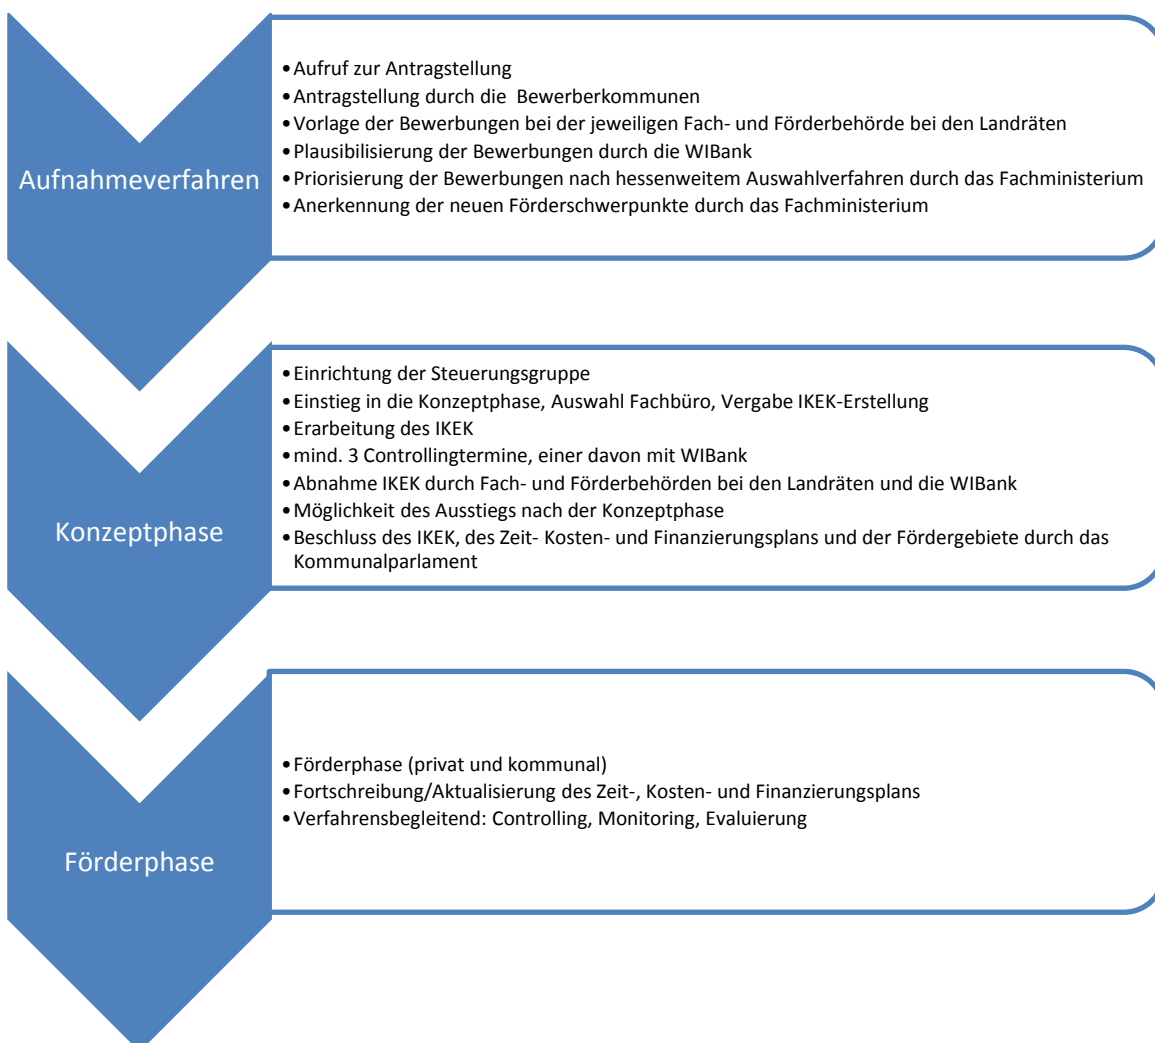 Aufnahmeverfahren
•Aufruf zur Antragstellung
•Antragstellung durch die  Bewerberkommunen
•Vorlage der Bewerbungen bei der jeweiligen Fach- und Förderbehörde bei den Landräten
•Plausibilisierung der Bewerbungen durch die WIBank
•Priorisierung der Bewerbungen nach hessenweitem Auswahlverfahren durch das Fachministerium
•Anerkennung der neuen Förderschwerpunkte durch das Fachministerium
Konzeptphase
•Einrichtung der Steuerungsgruppe
•Einstieg in die Konzeptphase, Auswahl Fachbüro, Vergabe IKEK-Erstellung
•Erarbeitung des IKEK
•mind. 3 Controllingtermine, einer davon mit WIBank
•Abnahme IKEK durch Fach- und Förderbehörden bei den Landräten und die WIBank
•Möglichkeit des Ausstiegs nach der Konzeptphase
•Beschluss des IKEK, des Zeit- Kosten- und Finanzierungsplans und der Fördergebiete durch das
Kommunalparlament
Förderphase
•Förderphase (privat und kommunal)
•Fortschreibung/Aktualisierung des Zeit-, Kosten- und Finanzierungsplans
•Verfahrensbegleitend: Controlling, Monitoring, Evaluierung